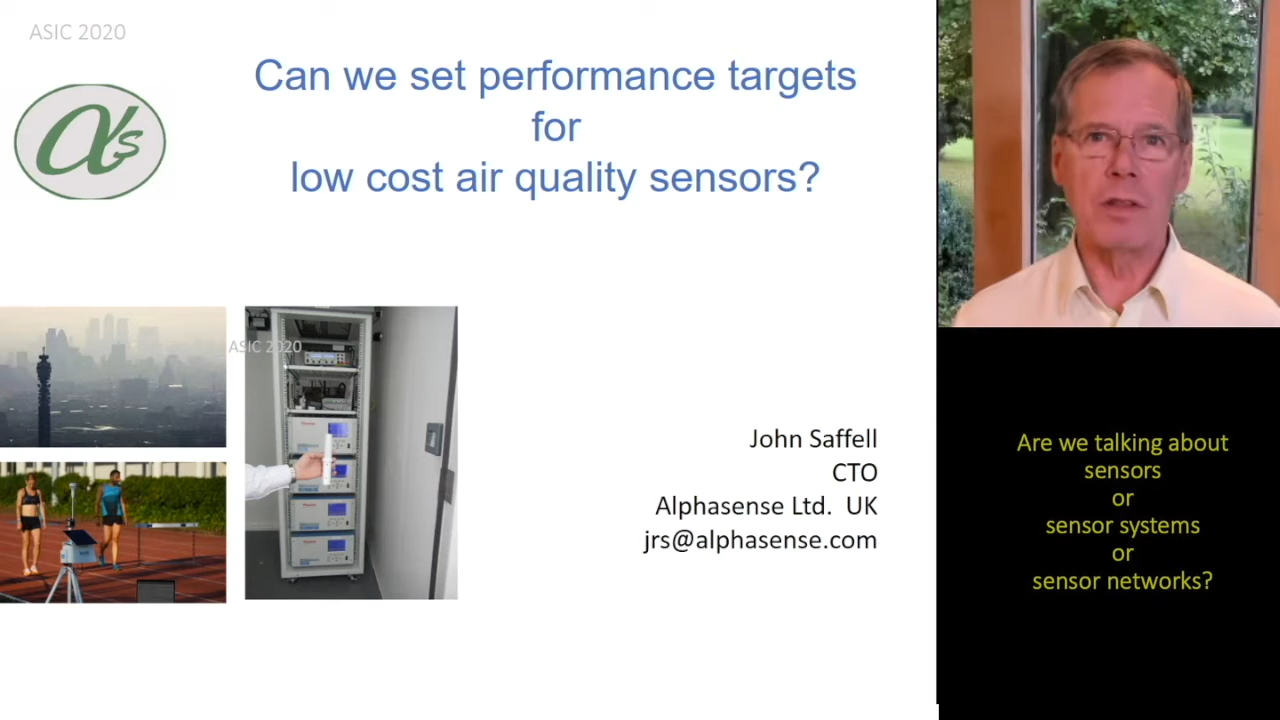 ASIC 2020
αs
Can we set performance targets
for
low cost air quality sensors?
ASIC 2020
John Saffell
CTO
Alphasense Ltd. UK
jrs@alphasense.com
Are we talking about
sensors
or
sensor systems
or
sensor networks?